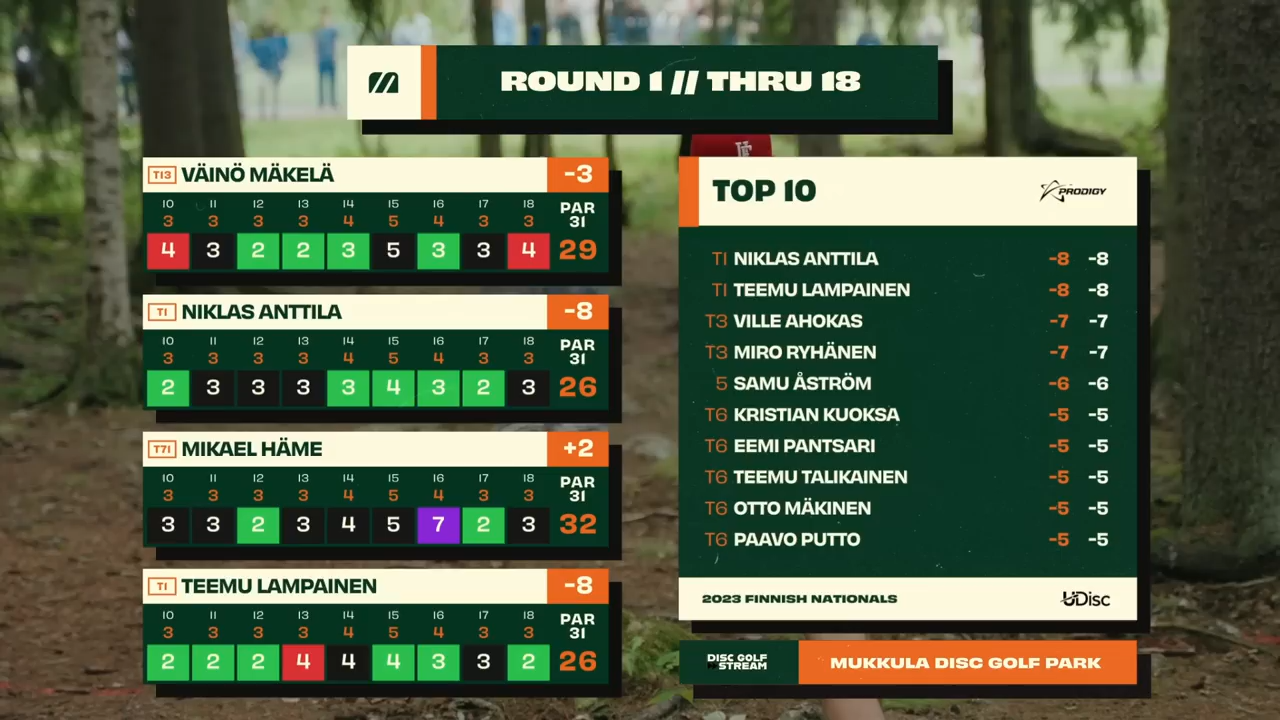 ROUND 1 // THRU 18
T13 VÄINÖ MÄKELÄ -3
10 11 12 13 14 15 16 17 18 PAR
3 3 3 3 4 5 4 3 3 31
4 3 2 2 3 5 3 3 4 29
T1 NIKLAS ANTTILA -8
10 11 12 13 14 15 16 17 18 PAR
3 3 3 3 4 5 4 3 3 31
2 3 3 3 3 4 3 2 3 26
T71 MIKAEL HÄME +2
10 11 12 13 14 15 16 17 18 PAR
3 3 3 3 4 5 4 3 3 31
3 3 2 3 4 5 7 2 3 32
T1 TEEMU LAMPAINEN -8
10 11 12 13 14 15 16 17 18 PAR
3 3 3 3 4 5 4 3 3 31
2 2 2 4 4 4 3 3 2 26
TOP 10 PRODIGY
T1 NIKLAS ANTTILA -8 -8
T1 TEEMU LAMPAINEN -8 -8
T3 VILLE AHOKAS -7 -7
T3 MIRO RYHÄNEN -7 -7
5 SAMU ÅSTRÖM -6 -6
T6 KRISTIAN KUOKSA -5 -5
T6 EEMI PANTSARI -5 -5
T6 TEEMU TALIKAINEN -5 -5
T6 OTTO MÄKINEN -5 -5
T6 PAAVO PUTTO -5 -5
2023 FINNISH NATIONALS UDisc
DISC GOLF
STREAM
MUKKULA DISC GOLF PARK